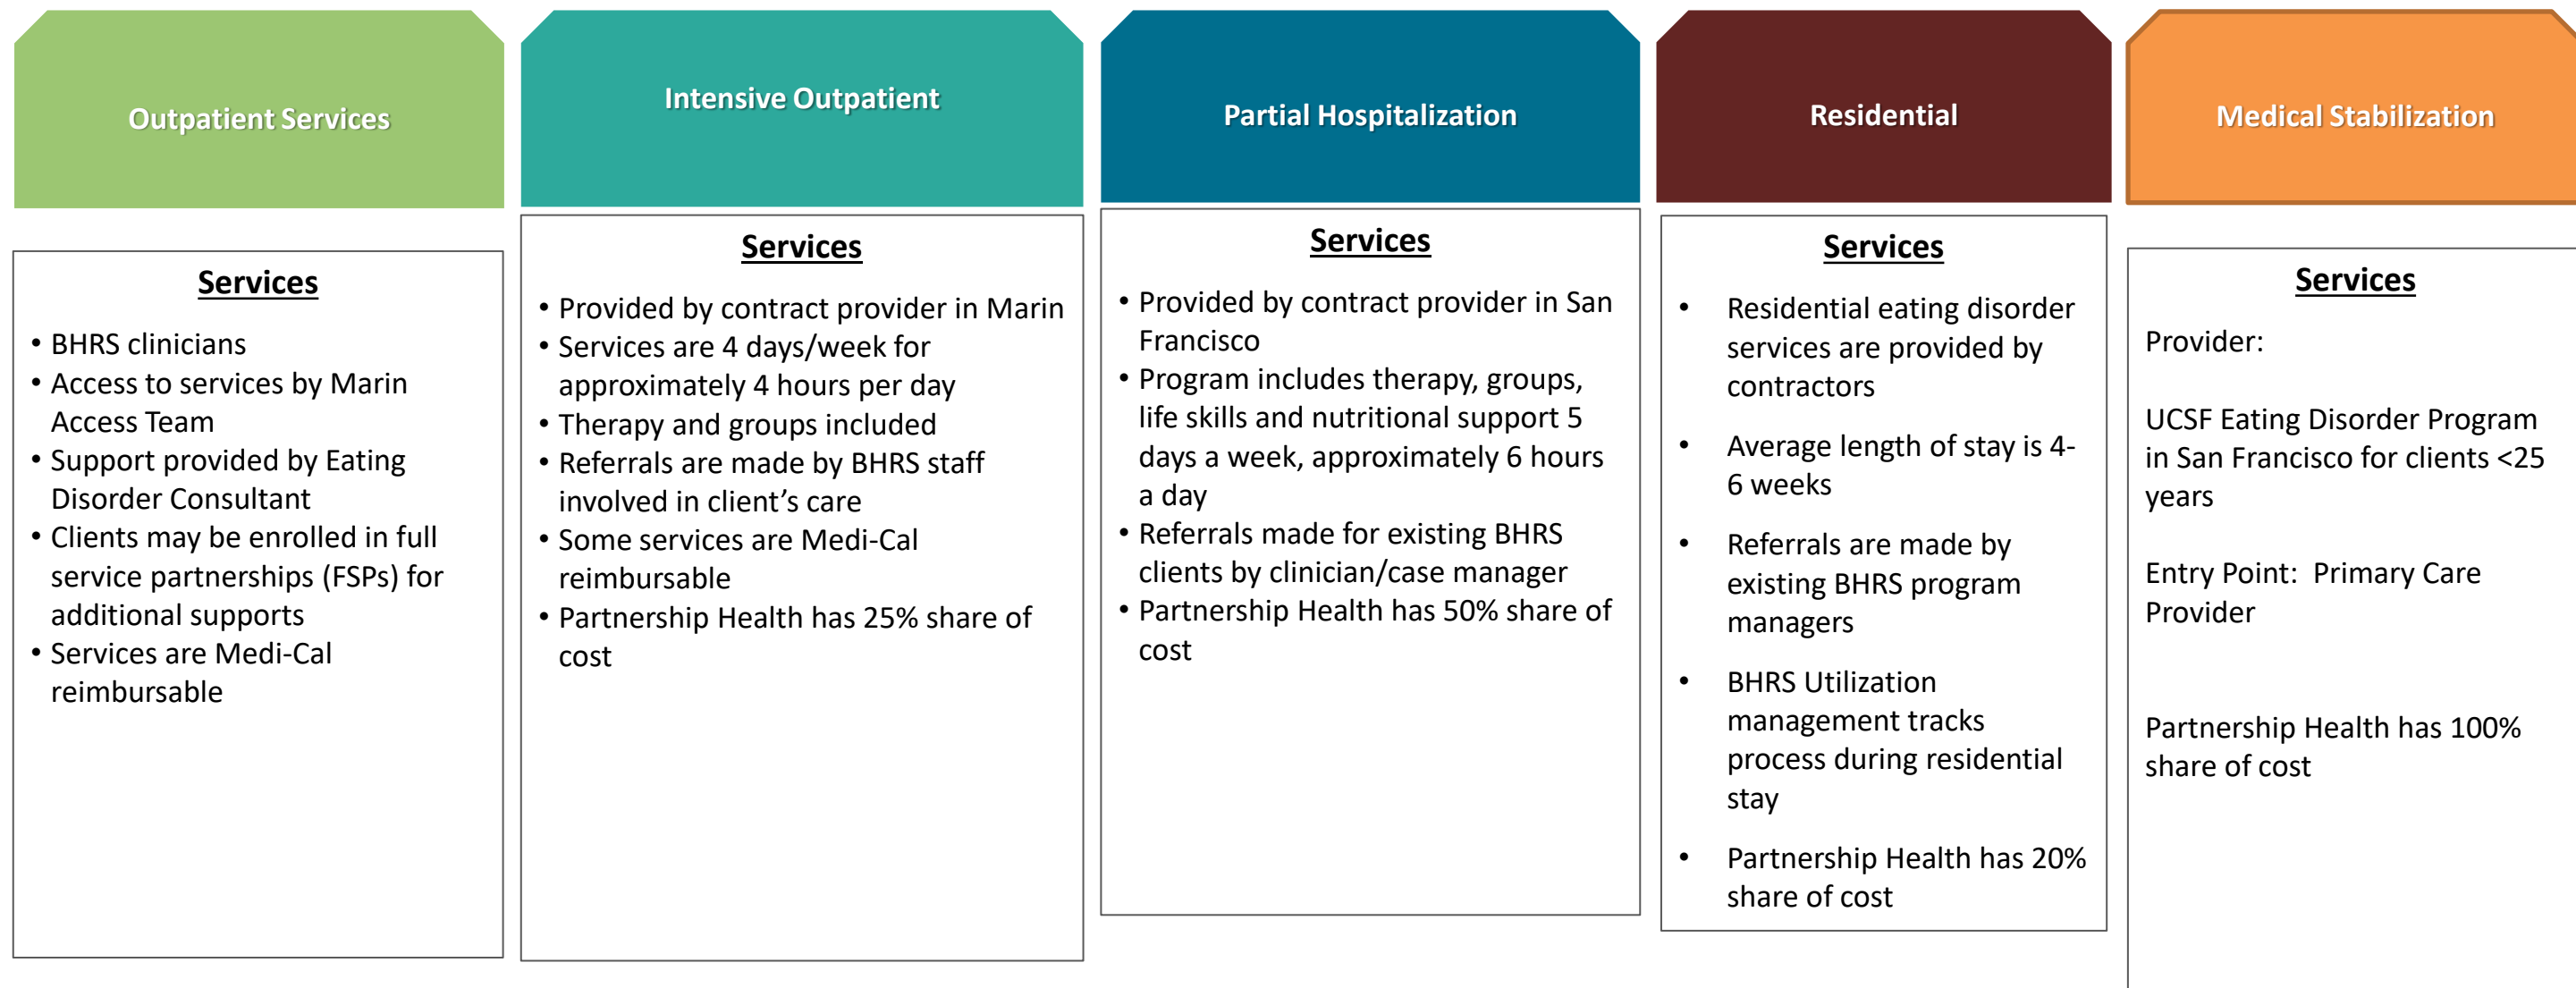 Outpatient Services
Services
• BHRS clinicians
• Access to services by Marin
Access Team
• Support provided by Eating
Disorder Consultant
• Clients may be enrolled in full
service partnerships (FSPs) for
additional supports
• Services are Medi-Cal
reimbursable
Intensive Outpatient
Services
• Provided by contract provider in Marin
• Services are 4 days/week for
approximately 4 hours per day
• Therapy and groups included
• Referrals are made by BHRS staff
involved in client’s care
• Some services are Medi-Cal
reimbursable
• Partnership Health has 25% share of
cost
Partial Hospitalization
Services
• Provided by contract provider in San
Francisco
• Program includes therapy, groups,
life skills and nutritional support 5
days a week, approximately 6 hours
a day
• Referrals made for existing BHRS
clients by clinician/case manager
• Partnership Health has 50% share of
cost
Residential
Services
• Residential eating disorder
services are provided by
contractors
• Average length of stay is 4-
6 weeks
• Referrals are made by
existing BHRS program
managers
• BHRS Utilization
management tracks
process during residential
stay
• Partnership Health has 20%
share of cost
Medical Stabilization
Services
Provider:
UCSF Eating Disorder Program
in San Francisco for clients <25
years
Entry Point:  Primary Care
Provider
Partnership Health has 100%
share of cost